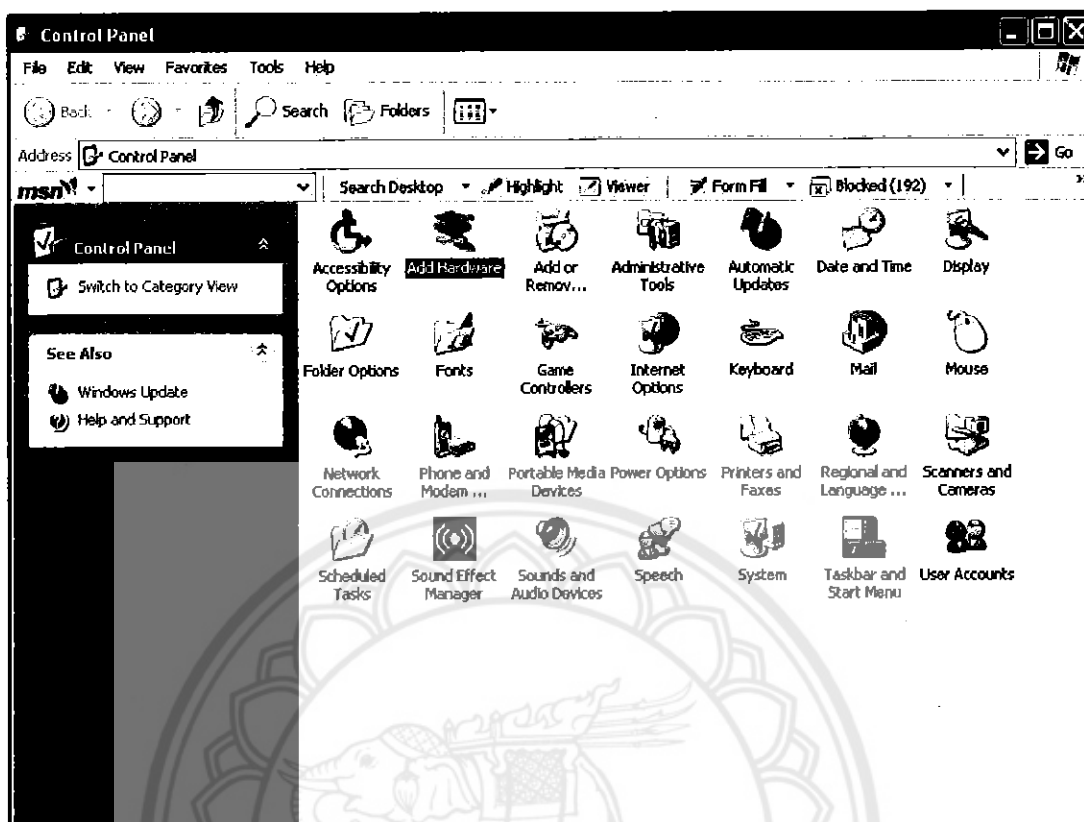 Control Panel
File Edit View Favorites Tools Help
Back Search Folders
Address Control Panel Go
msn Search Desktop Highlight Viewer Form Fill Blocked (192)
Control Panel
Switch to Category View
See Also
Windows Update
Help and Support
Accessibility Options
Add Hardware
Add or Remov...
Administrative Tools
Automatic Updates
Date and Time
Display
Folder Options
Fonts
Game Controllers
Internet Options
Keyboard
Mail
Mouse
Network Connections
Phone and Modem ...
Portable Media Devices
Power Options
Printers and Faxes
Regional and Language ...
Scanners and Cameras
Scheduled Tasks
Sound Effect Manager
Sounds and Audio Devices
Speech
System
Taskbar and Start Menu
User Accounts